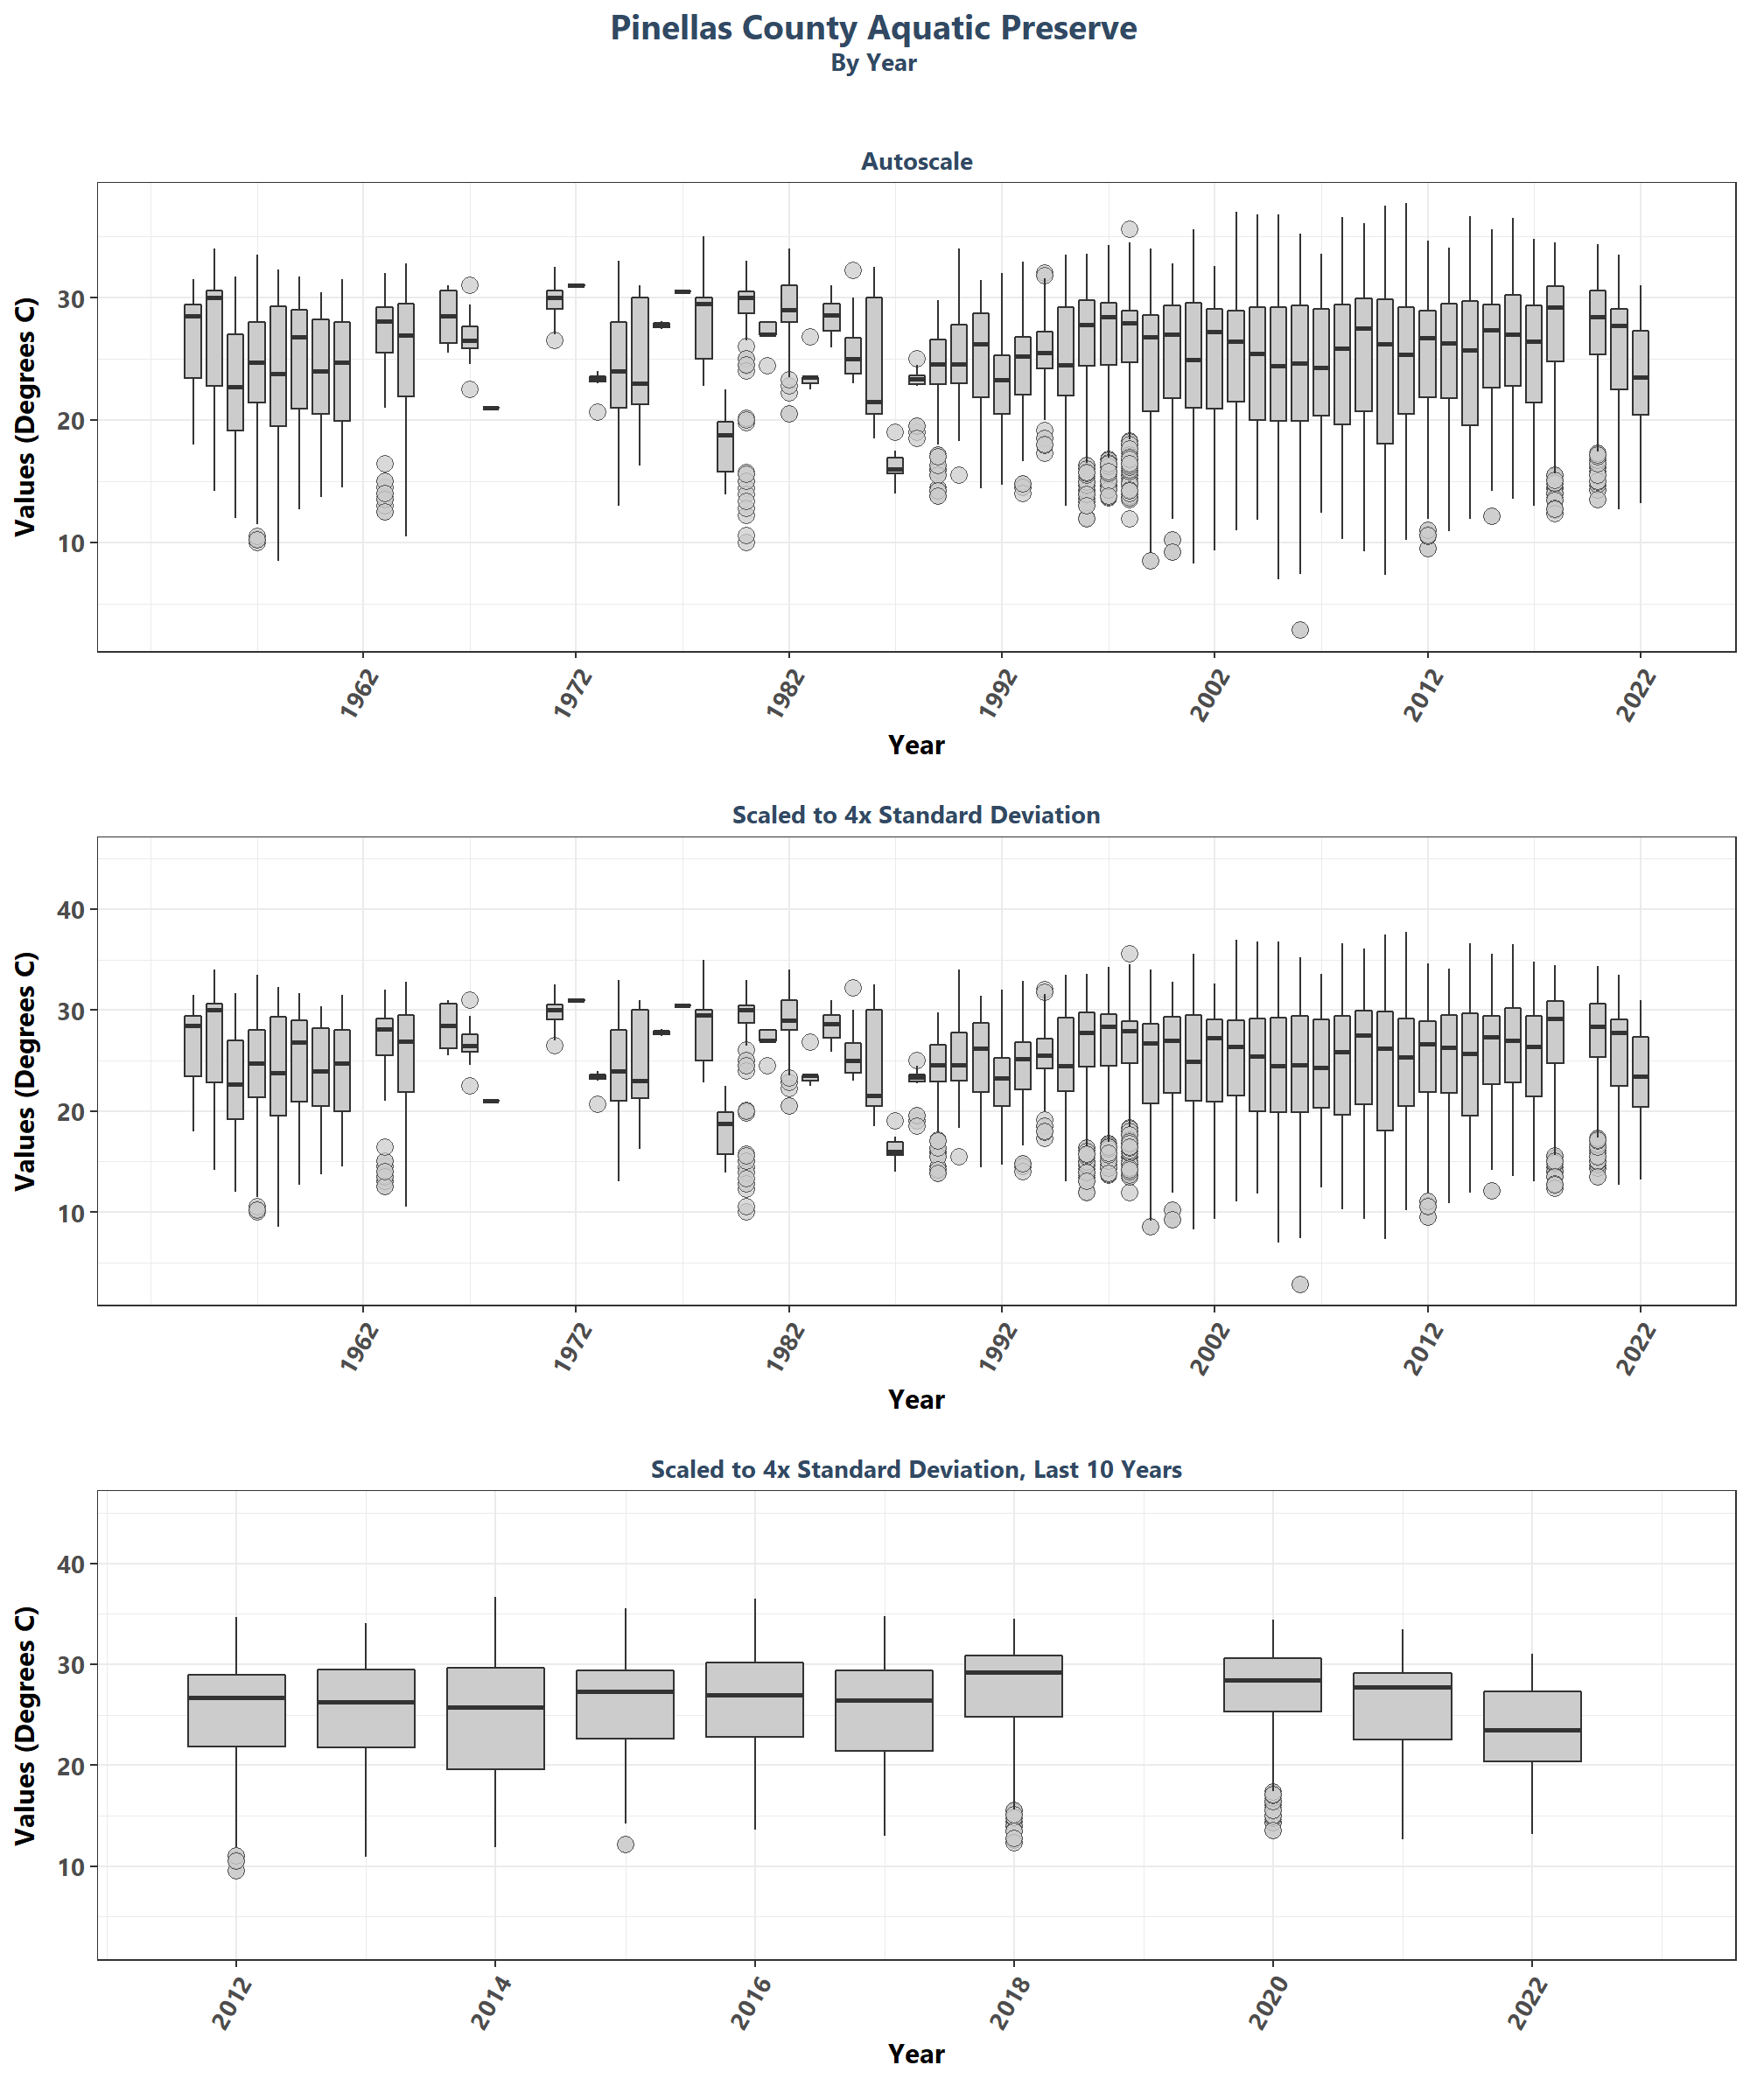 Pinellas County Aquatic Preserve
By Year
Autoscale
Values (Degrees C)
30
20
10
1962
1972
1982
1992
2002
2012
2022
Year
Scaled to 4x Standard Deviation
Values (Degrees C)
40
30
20
10
1962
1972
1982
1992
2002
2012
2022
Year
Scaled to 4x Standard Deviation, Last 10 Years
Values (Degrees C)
40
30
20
10
2012
2014
2016
2018
2020
2022
Year